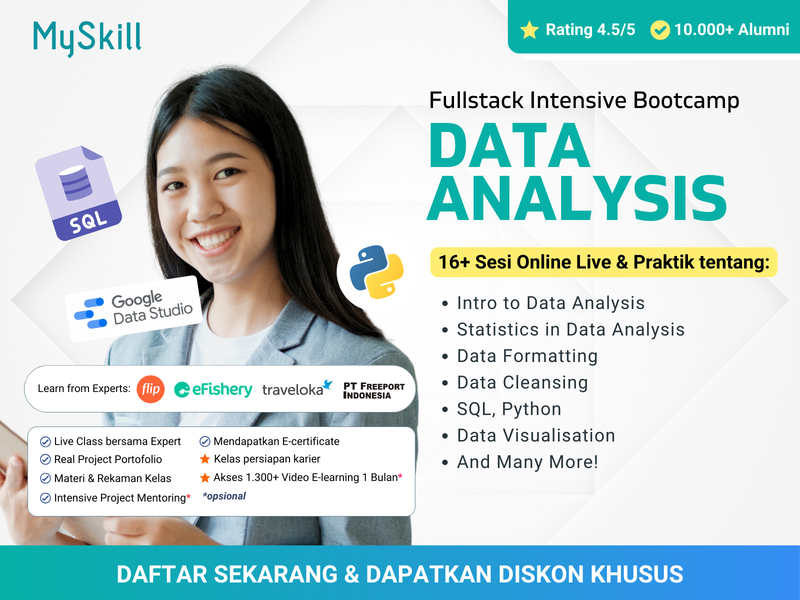 MySkill
Rating 4.5/5
10.000+ Alumni
Fullstack Intensive Bootcamp
DATA
ANALYSIS
16+ Sesi Online Live & Praktik tentang:
• Intro to Data Analysis
• Statistics in Data Analysis
• Data Formatting
• Data Cleansing
• SQL, Python
• Data Visualisation
• And Many More!
SQL
Google
Data Studio
Learn from Experts: flip eFishery traveloka PT FREEPORT
INDONESIA
Live Class bersama Expert
Real Project Portofolio
Materi & Rekaman Kelas
Intensive Project Mentoring*
Mendapatkan E-certificate
Kelas persiapan karier
Akses 1.300+ Video E-learning 1 Bulan*
*opsional
DAFTAR SEKARANG & DAPATKAN DISKON KHUSUS